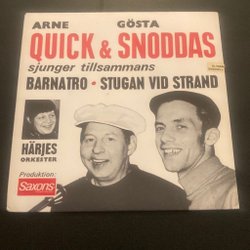 ARNE GÖSTA
QUICK & SNODDAS
sjunger tillsammans
BARNATRO • STUGAN VID STRAND
HÄRJES
ORKESTER
Produktion:
Saxons